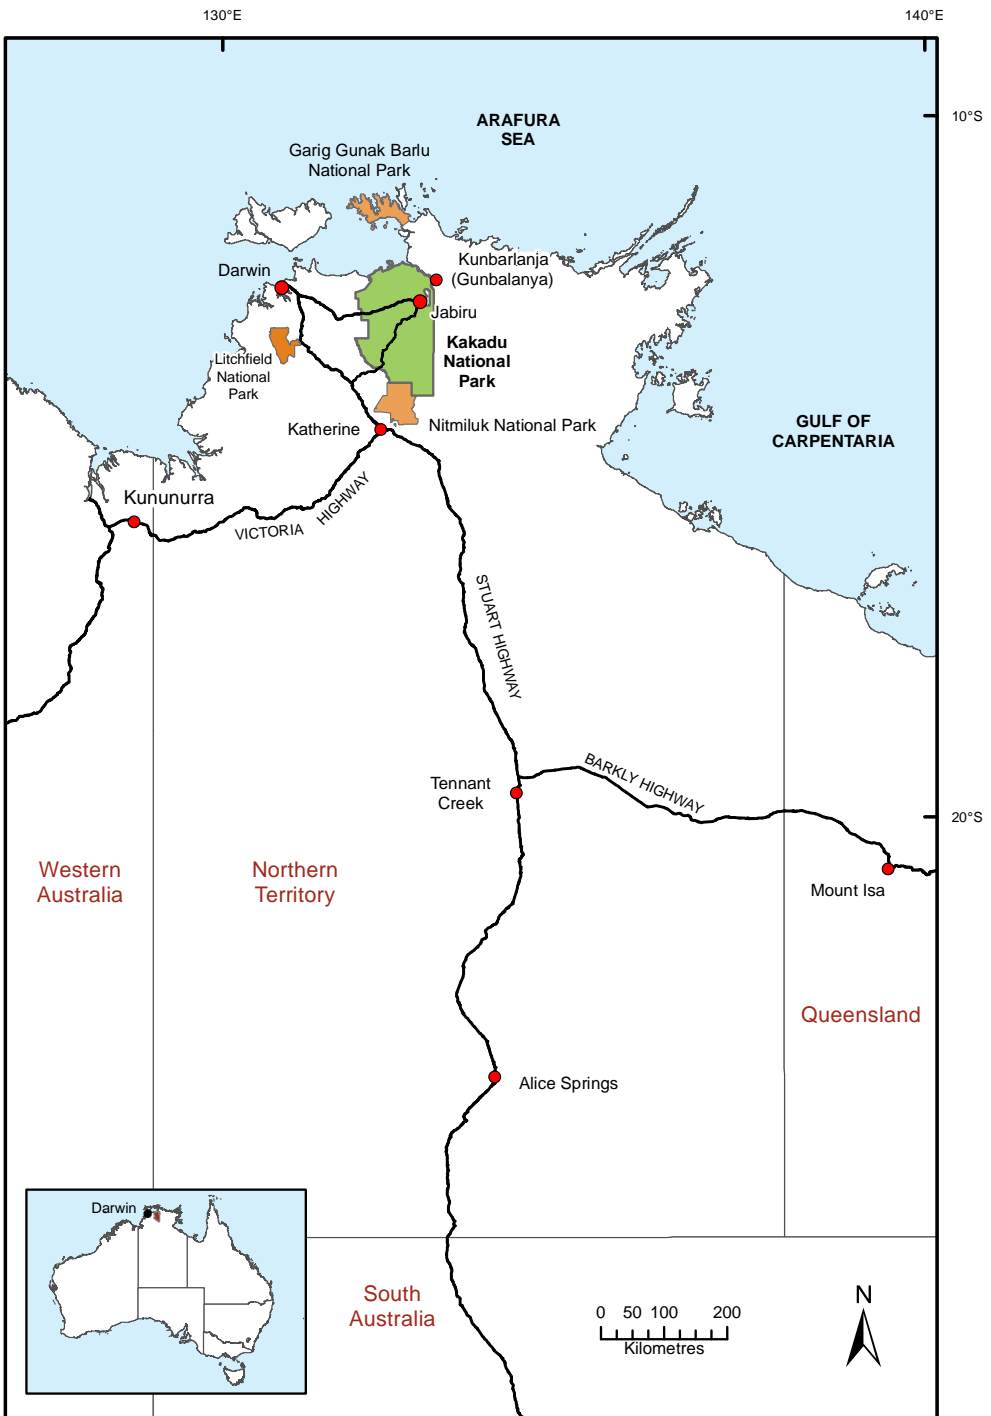 130°E
140°E
10°S
ARAFURA
SEA
Garig Gunak Barlu
National Park
Kunbarlanja
(Gunbalanya)
Darwin
Jabiru
Kakadu
National
Park
Litchfield
National
Park
GULF OF
CARPENTARIA
Nitmiluk National Park
Katherine
Kununurra
VICTORIA
HIGHWAY
STUART HIGHWAY
BARKLY HIGHWAY
Tennant
Creek
20°S
Western
Australia
Northern
Territory
Mount Isa
Queensland
Alice Springs
Darwin
South
Australia
0 50 100 200
Kilometres
N